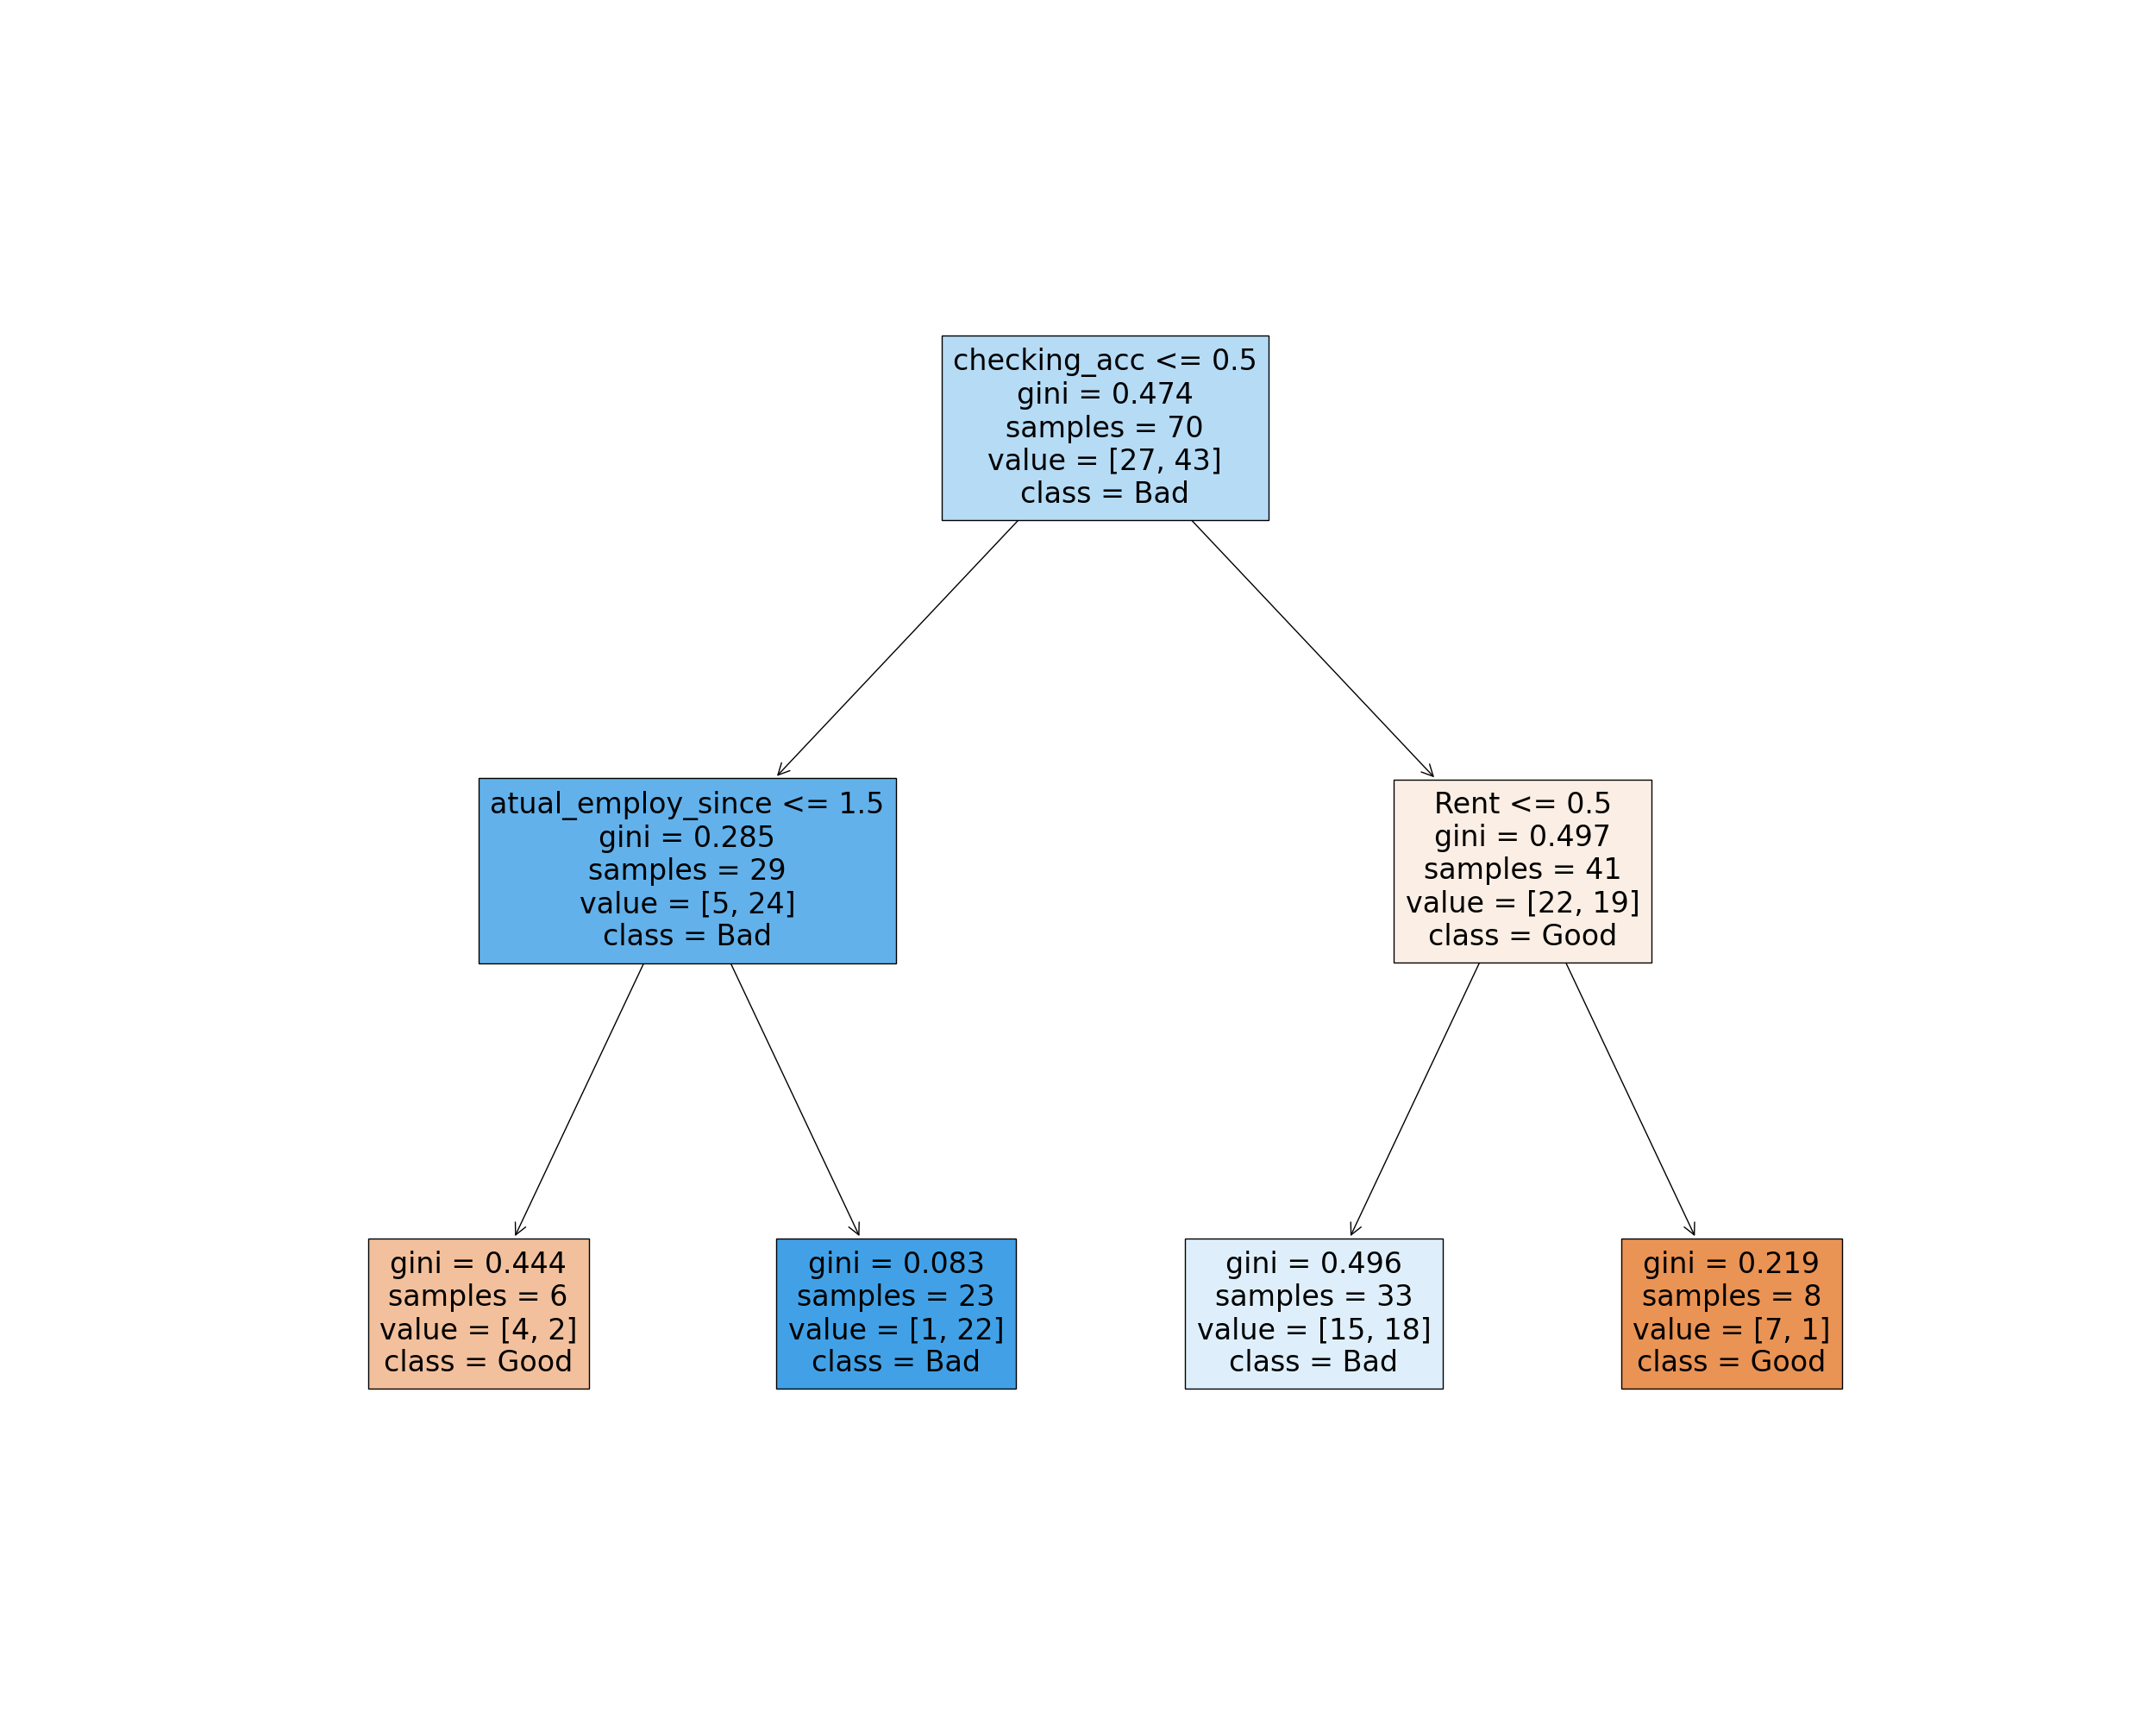 checking_acc <= 0.5
gini = 0.474
samples = 70
value = [27, 43]
class = Bad
atual_employ_since <= 1.5
gini = 0.285
samples = 29
value = [5, 24]
class = Bad
Rent <= 0.5
gini = 0.497
samples = 41
value = [22, 19]
class = Good
gini = 0.444
samples = 6
value = [4, 2]
class = Good
gini = 0.083
samples = 23
value = [1, 22]
class = Bad
gini = 0.496
samples = 33
value = [15, 18]
class = Bad
gini = 0.219
samples = 8
value = [7, 1]
class = Good